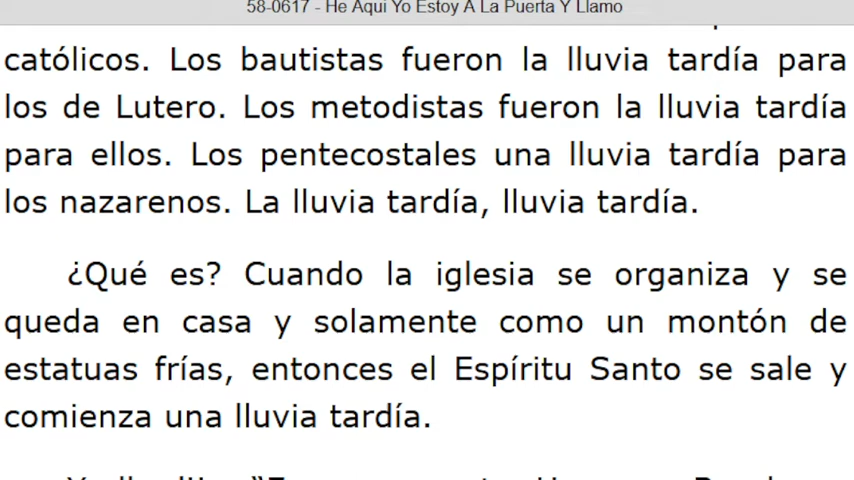 58-0617 - He Aqui Yo Estoy A La Puerta Y Llamo
católicos. Los bautistas fueron la lluvia tardía para
los de Lutero. Los metodistas fueron la lluvia tardía
para ellos. Los pentecostales una lluvia tardía para
los nazarenos. La lluvia tardía, lluvia tardía.
¿Qué es? Cuando la iglesia se organiza y se
queda en casa y solamente como un montón de
estatuas frías, entonces el Espíritu Santo se sale y
comienza una lluvia tardía.